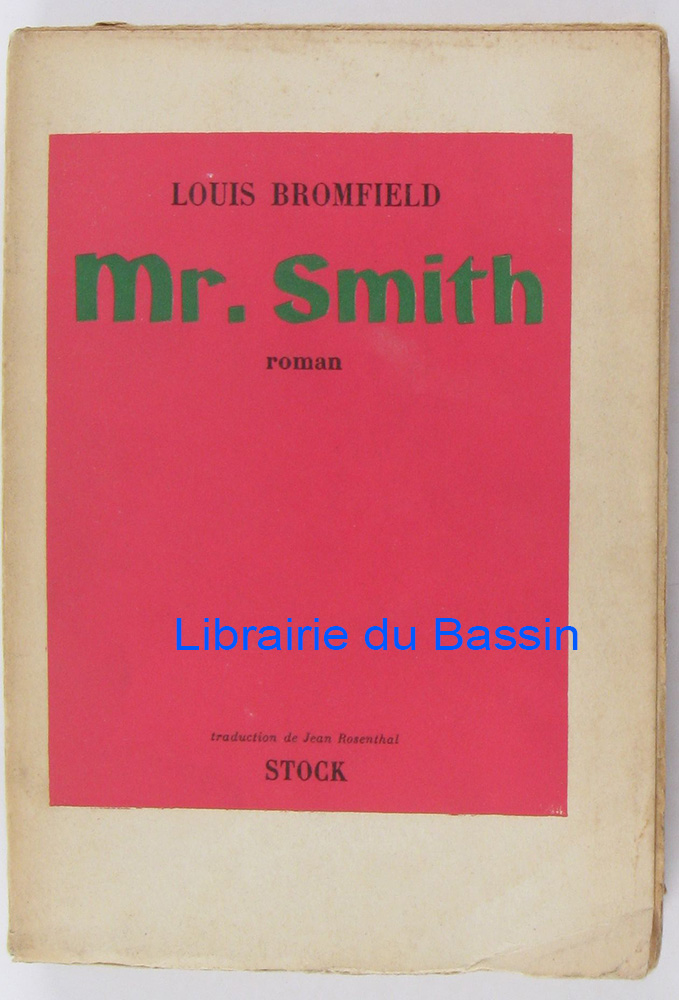 LOUIS BROMFIELD
Mr. Smith
roman
Librairie du Bassin
traduction de Jean Rosenthal
STOCK